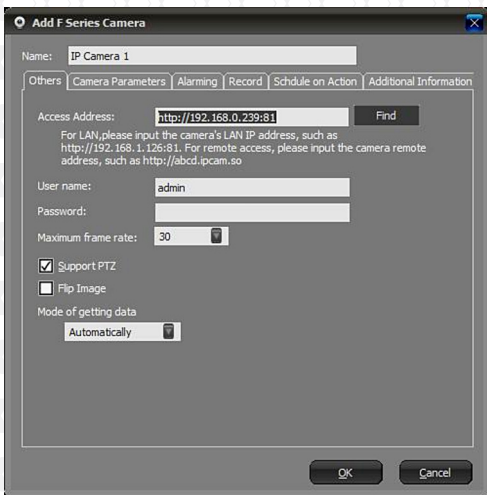 Add F Series Camera
Name: IP Camera 1
Others Camera Parameters Alarming Record Schdule on Action Additional Information
Access Address: http://192.168.0.239:81 Find
For LAN,please input the camera's LAN IP address, such as
http://192.168.1.126:81. For remote access, please input the camera remote
address, such as http://abcd.ipcam.so
User name: admin
Password:
Maximum frame rate: 30
Support PTZ
Flip Image
Mode of getting data
Automatically
OK Cancel